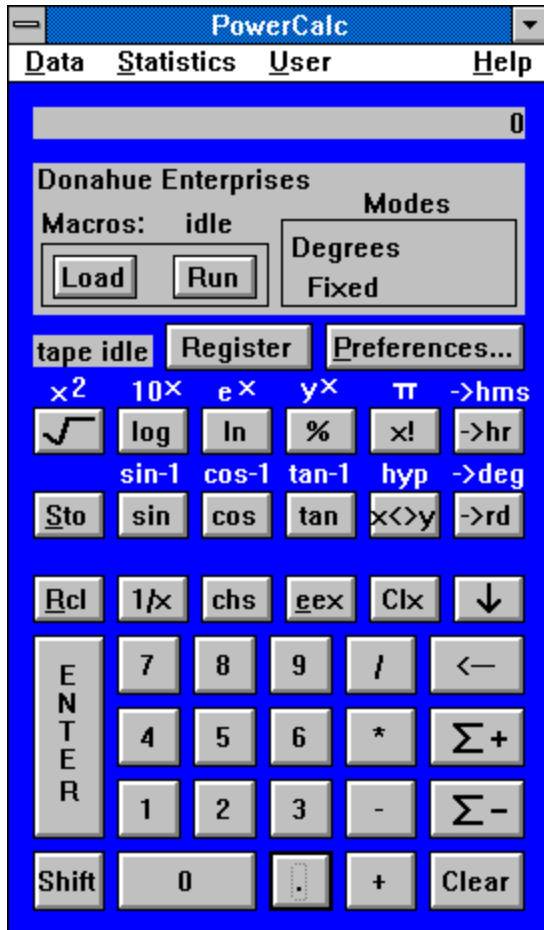 PowerCalc
Data Statistics User Help
0
Donahue Enterprises
Macros: idle
Modes
Load Run
Degrees
Fixed
tape idle Register Preferences...
x2 10x ex yx π ->hms
√ log ln % x! ->hr
sin-1 cos-1 tan-1 hyp ->deg
Sto sin cos tan x<>y ->rd
Rcl 1/x chs eex Clx ↓
ENTER
7 8 9 / <—
4 5 6 * Σ+
1 2 3 - Σ-
Shift 0 . + Clear